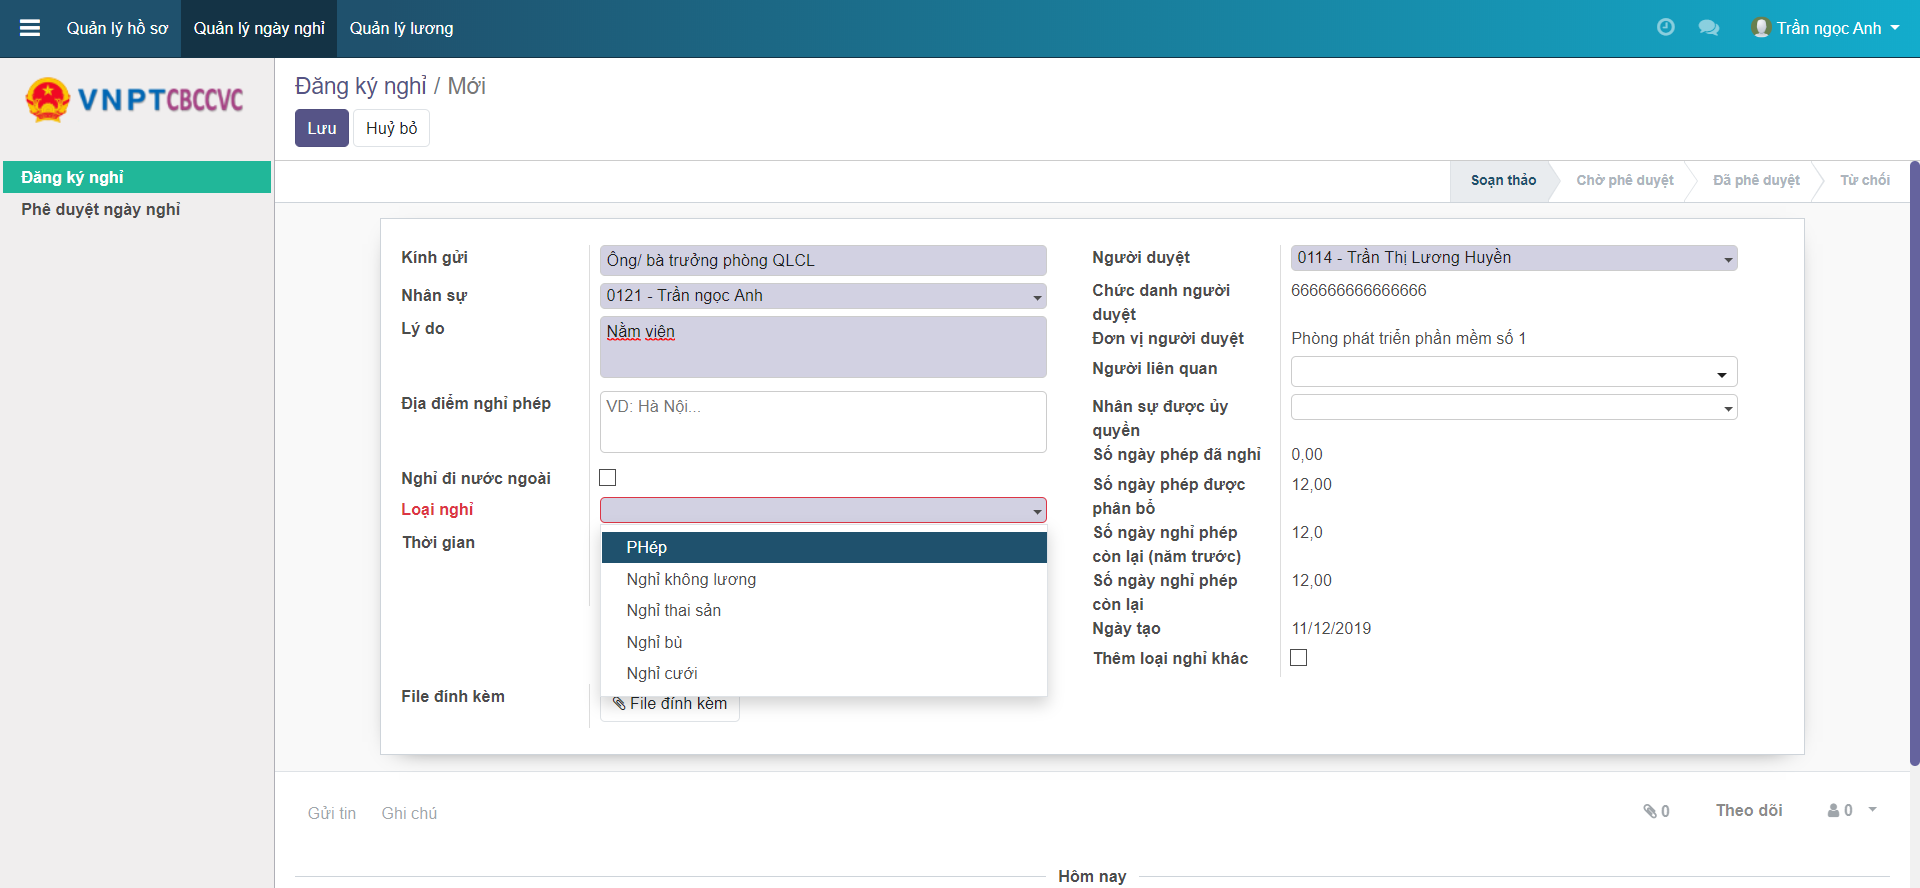 Quản lý hồ sơ
Quản lý ngày nghỉ
Quản lý lương
Trần ngọc Anh
VNPTCBCCVC
Đăng ký nghỉ
Phê duyệt ngày nghỉ
Đăng ký nghỉ / Mới
Lưu
Huỷ bỏ
Soạn thảo
Chờ phê duyệt
Đã phê duyệt
Từ chối
Kính gửi
Ông/ bà trưởng phòng QLCL
Nhân sự
0121 - Trần ngọc Anh
Lý do
Nằm viện
Địa điểm nghỉ phép
VD: Hà Nội...
Nghỉ đi nước ngoài
Loại nghỉ
Thời gian
PHép
Nghỉ không lương
Nghỉ thai sản
Nghỉ bù
Nghỉ cưới
File đính kèm
File đính kèm
Người duyệt
0114 - Trần Thị Lương Huyền
Chức danh người
duyệt
666666666666666
Đơn vị người duyệt
Phòng phát triển phần mềm số 1
Người liên quan
Nhân sự được ủy
quyền
Số ngày phép đã nghỉ
0,00
Số ngày phép được
phân bổ
12,00
Số ngày nghỉ phép
còn lại (năm trước)
12,0
Số ngày nghỉ phép
còn lại
12,00
Ngày tạo
11/12/2019
Thêm loại nghỉ khác
Gửi tin
Ghi chú
0
Theo dõi
0
Hôm nay